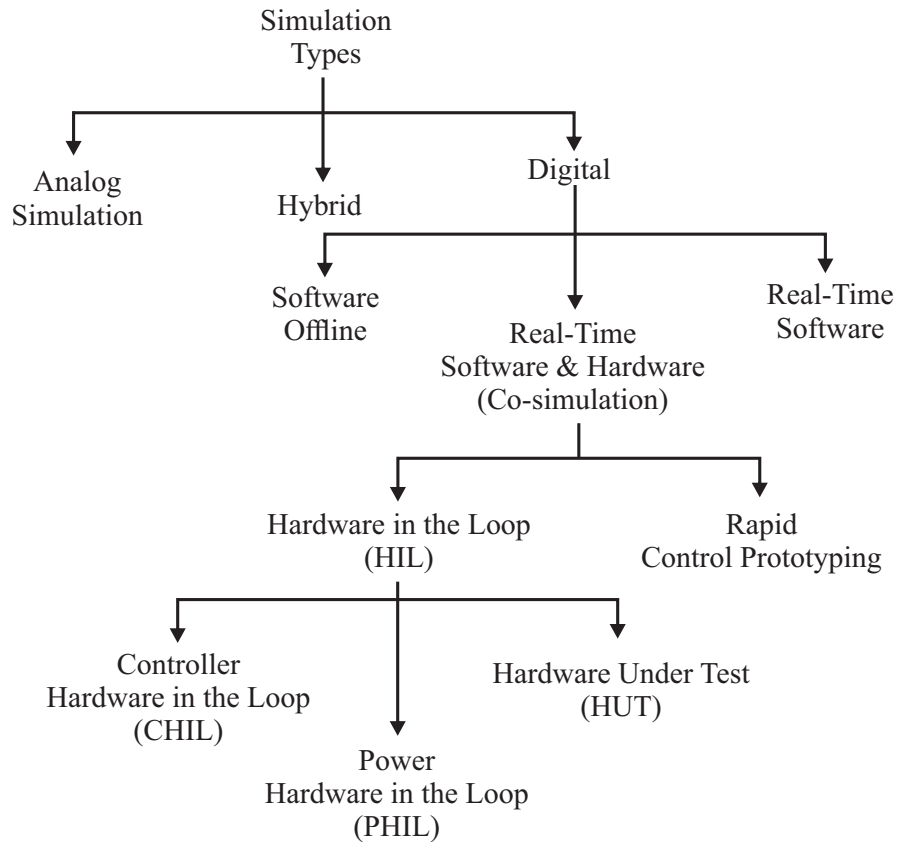 Simulation
Types
Analog
Simulation
Hybrid
Digital
Software
Offline
Real-Time
Software & Hardware
(Co-simulation)
Real-Time
Software
Hardware in the Loop
(HIL)
Rapid
Control Prototyping
Controller
Hardware in the Loop
(CHIL)
Power
Hardware in the Loop
(PHIL)
Hardware Under Test
(HUT)